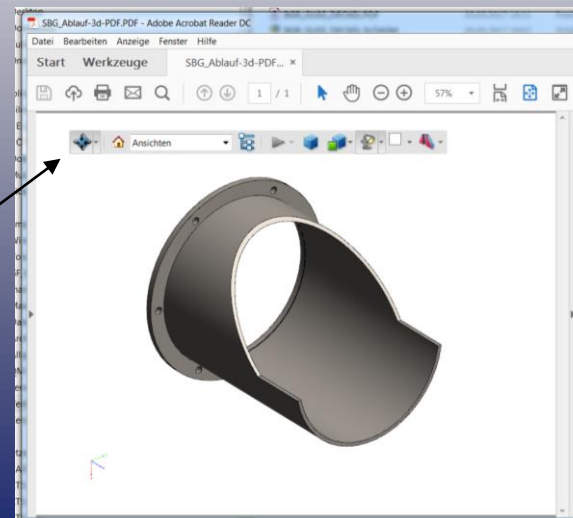 SBG_Ablauf-3d-PDF.PDF - Adobe Acrobat Reader DC
Datei Bearbeiten Anzeige Fenster Hilfe
Start Werkzeuge SBG_Ablauf-3d-PDF... ×
1 / 1 57%
Ansichten